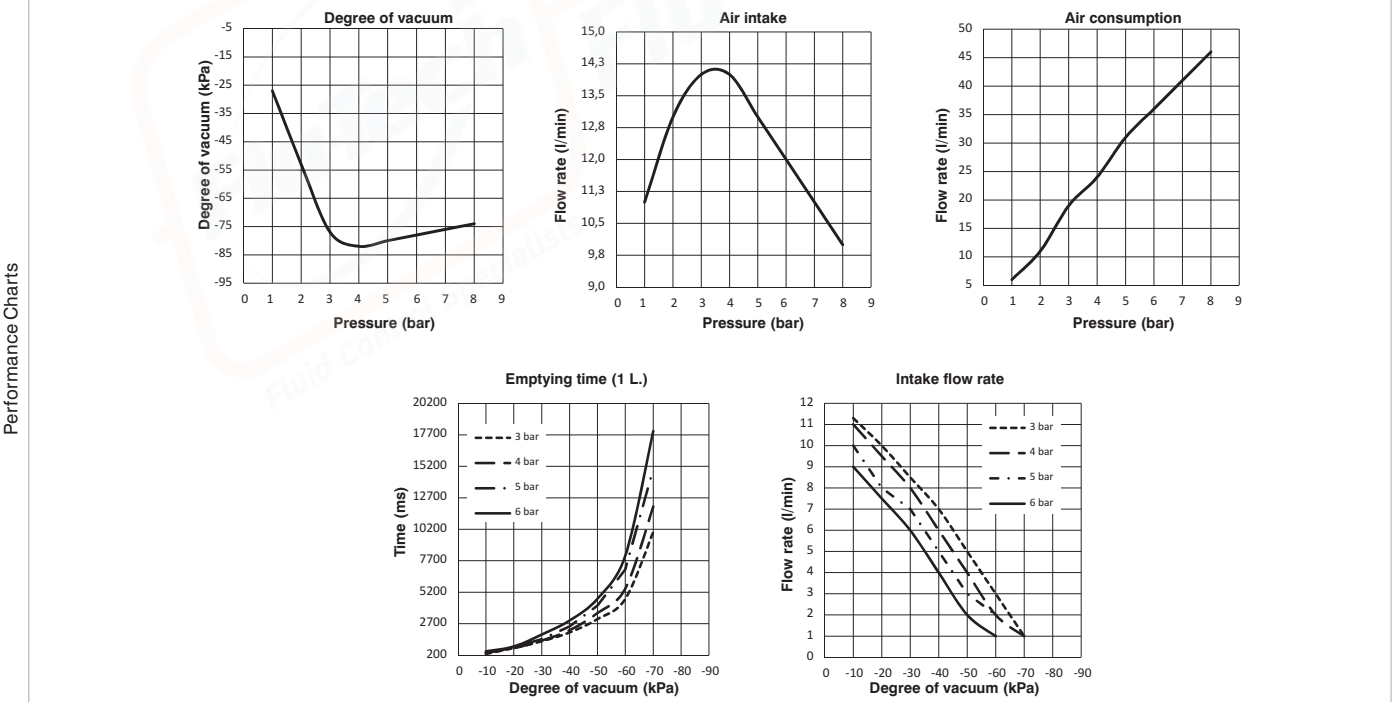 Performance Charts
Degree of vacuum
Degree of vacuum (kPa)
-5
-15
-25
-35
-45
-55
-65
-75
-85
-95
0 1 2 3 4 5 6 7 8 9
Pressure (bar)
Air intake
Flow rate (l/min)
15,0
14,3
13,5
12,8
12,0
11,3
10,5
9,8
9,0
0 1 2 3 4 5 6 7 8 9
Pressure (bar)
Air consumption
Flow rate (l/min)
50
45
40
35
30
25
20
15
10
5
0 1 2 3 4 5 6 7 8 9
Pressure (bar)
Emptying time (1 L.)
Time (ms)
20200
17700
15200
12700
10200
7700
5200
2700
200
3 bar
4 bar
5 bar
6 bar
0 -10 -20 -30 -40 -50 -60 -70 -80 -90
Degree of vacuum (kPa)
Intake flow rate
Flow rate (l/min)
12
11
10
9
8
7
6
5
4
3
2
1
0
3 bar
4 bar
5 bar
6 bar
0 -10 -20 -30 -40 -50 -60 -70 -80 -90
Degree of vacuum (kPa)